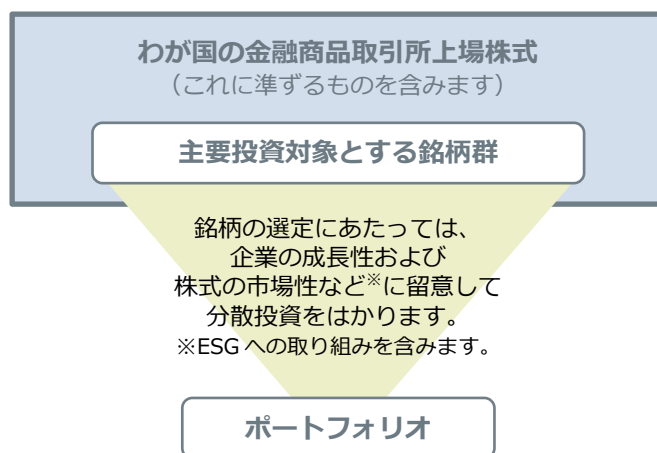 わが国の金融商品取引所上場株式
（これに準ずるものを含みます）
主要投資対象とする銘柄群
銘柄の選定にあたっては、
企業の成長性および
株式の市場性など※に留意して
分散投資をはかります。
※ESG への取り組みを含みます。
ポートフォリオ